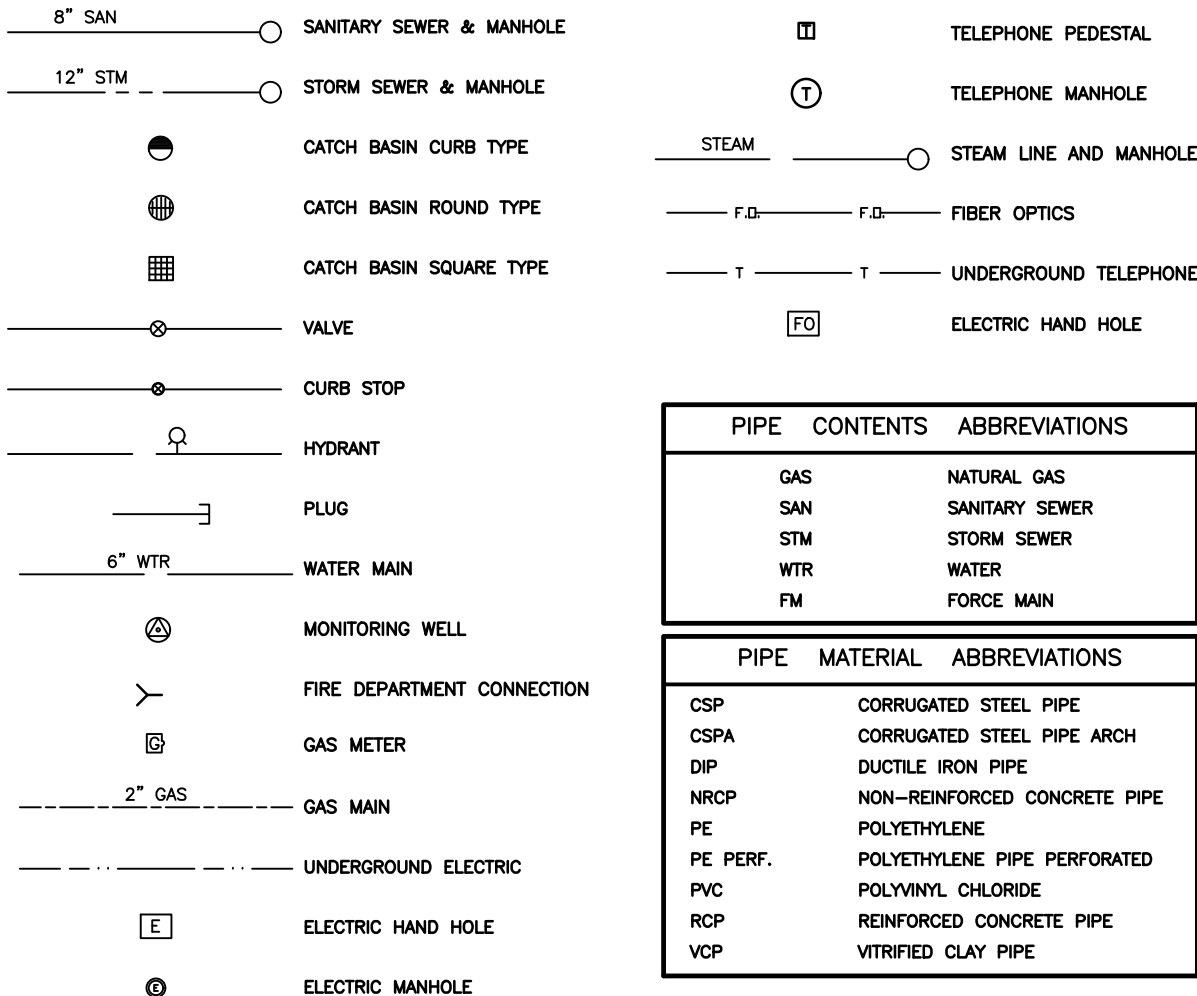 8" SAN SANITARY SEWER & MANHOLE
12" STM STORM SEWER & MANHOLE
CATCH BASIN CURB TYPE
CATCH BASIN ROUND TYPE
CATCH BASIN SQUARE TYPE
VALVE
CURB STOP
HYDRANT
PLUG
6" WTR WATER MAIN
MONITORING WELL
FIRE DEPARTMENT CONNECTION
G GAS METER
2" GAS GAS MAIN
UNDERGROUND ELECTRIC
E ELECTRIC HAND HOLE
E ELECTRIC MANHOLE
T TELEPHONE PEDESTAL
T TELEPHONE MANHOLE
STEAM STEAM LINE AND MANHOLE
F.O. F.O. FIBER OPTICS
T T UNDERGROUND TELEPHONE
FO ELECTRIC HAND HOLE
PIPE CONTENTS ABBREVIATIONS
GAS NATURAL GAS
SAN SANITARY SEWER
STM STORM SEWER
WTR WATER
FM FORCE MAIN
PIPE MATERIAL ABBREVIATIONS
CSP CORRUGATED STEEL PIPE
CSPA CORRUGATED STEEL PIPE ARCH
DIP DUCTILE IRON PIPE
NRCP NON-REINFORCED CONCRETE PIPE
PE POLYETHYLENE
PE PERF. POLYETHYLENE PIPE PERFORATED
PVC POLYVINYL CHLORIDE
RCP REINFORCED CONCRETE PIPE
VCP VITRIFIED CLAY PIPE